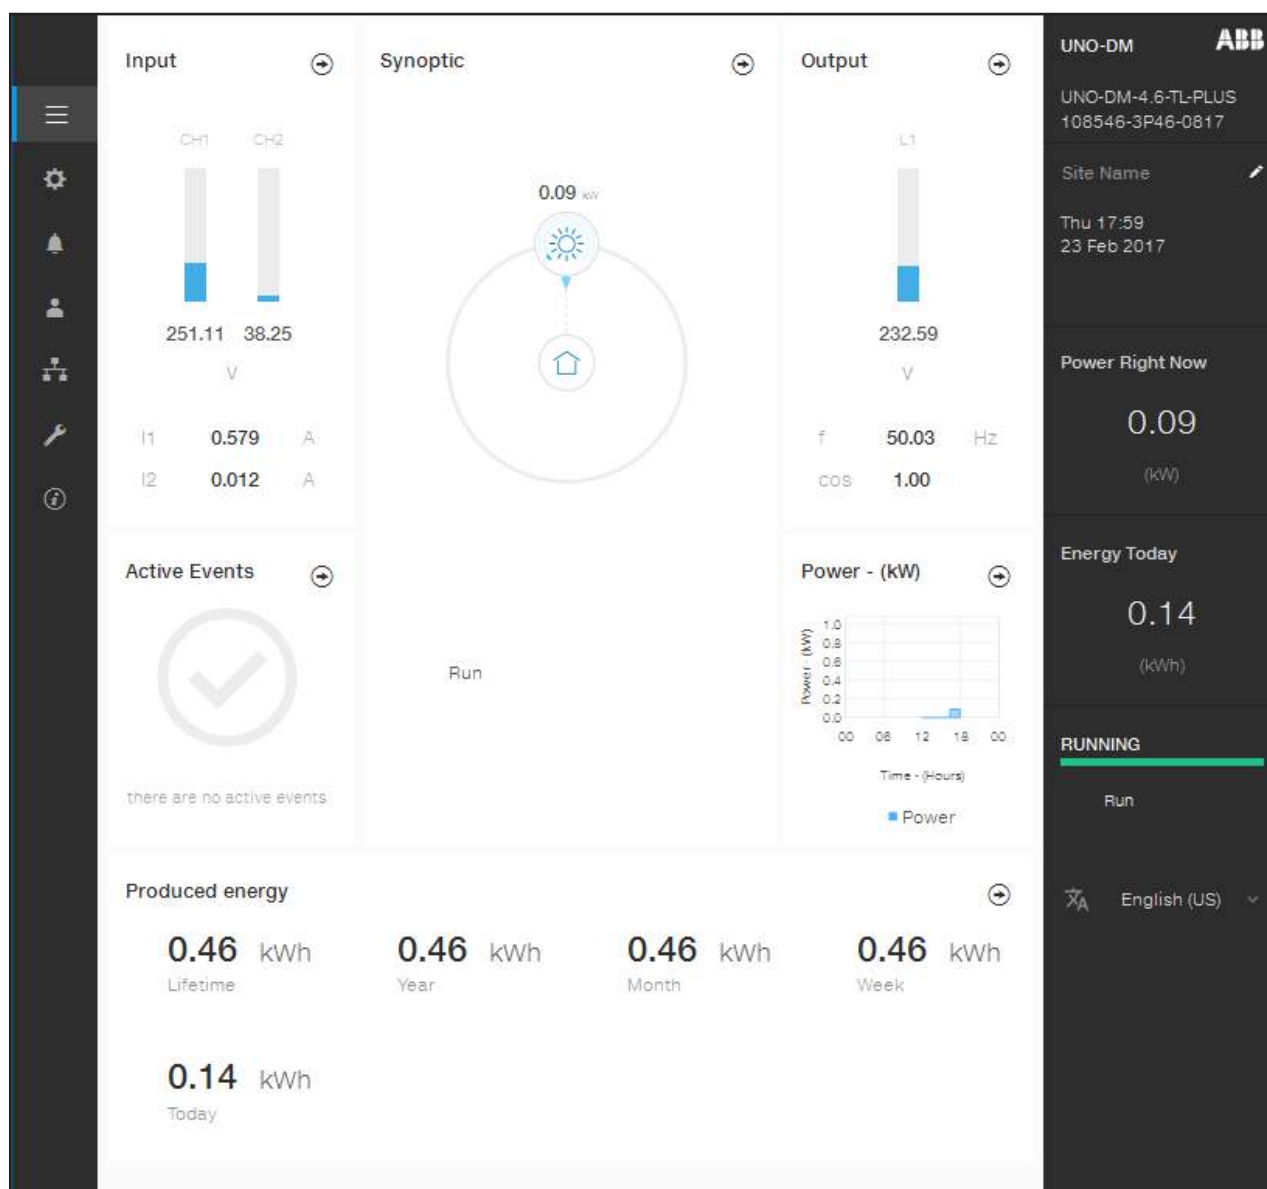 Input
CH1 CH2
251.11 38.25
V
I1 0.579 A
I2 0.012 A
Synoptic
0.09 kW
Run
Output
L1
232.59
V
f 50.03 Hz
cos 1.00
Active Events
there are no active events
Power - (kW)
Power - (kW)
1.0
0.8
0.6
0.4
0.2
0.0
00 06 12 18 00
Time - (Hours)
Power
Produced energy
0.46 kWh
Lifetime
0.46 kWh
Year
0.46 kWh
Month
0.46 kWh
Week
0.14 kWh
Today
UNO-DM ABB
UNO-DM-4.6-TL-PLUS
108546-3P46-0817
Site Name
Thu 17:59
23 Feb 2017
Power Right Now
0.09
(kW)
Energy Today
0.14
(kWh)
RUNNING
Run
English (US)